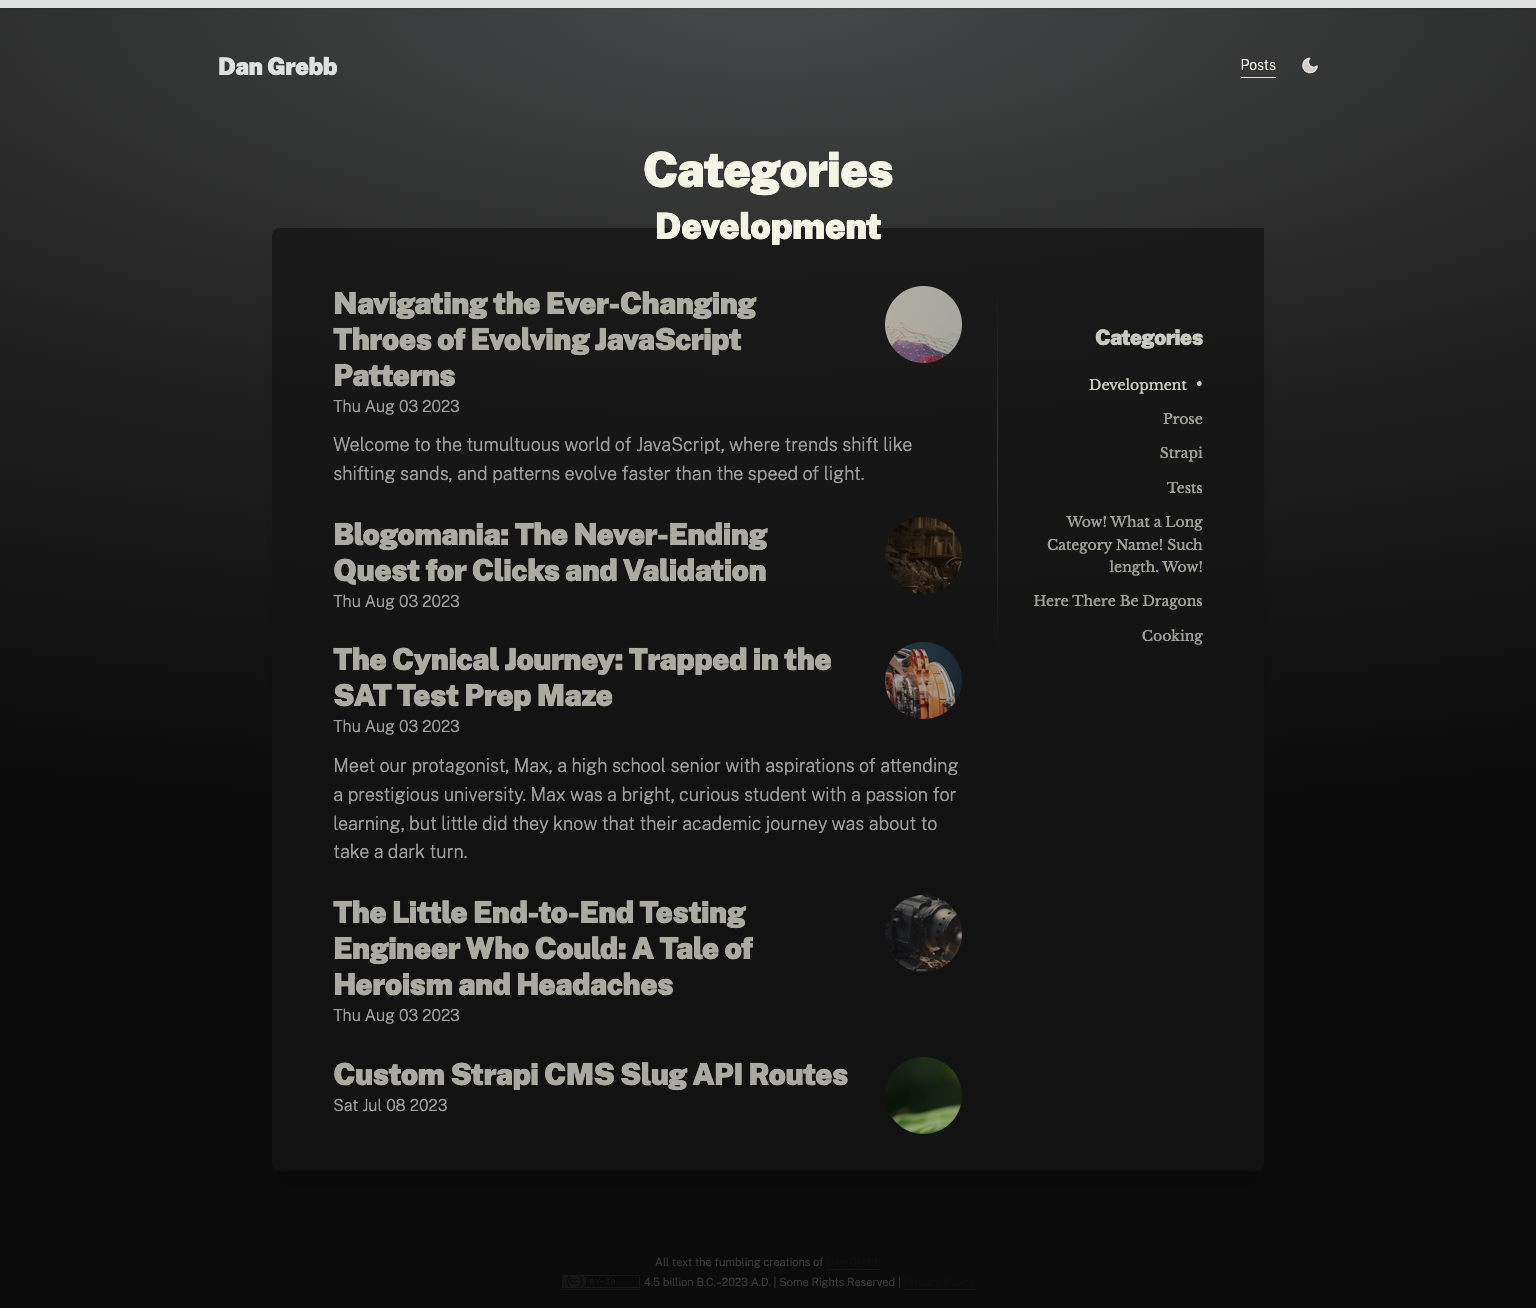 Dan Grebb
Posts
Categories
Development
Navigating the Ever-Changing
Throes of Evolving JavaScript
Patterns
Thu Aug 03 2023
Welcome to the tumultuous world of JavaScript, where trends shift like
shifting sands, and patterns evolve faster than the speed of light.
Blogomania: The Never-Ending
Quest for Clicks and Validation
Thu Aug 03 2023
The Cynical Journey: Trapped in the
SAT Test Prep Maze
Thu Aug 03 2023
Meet our protagonist, Max, a high school senior with aspirations of attending
a prestigious university. Max was a bright, curious student with a passion for
learning, but little did they know that their academic journey was about to
take a dark turn.
The Little End-to-End Testing
Engineer Who Could: A Tale of
Heroism and Headaches
Thu Aug 03 2023
Custom Strapi CMS Slug API Routes
Sat Jul 08 2023
Categories
Development •
Prose
Strapi
Tests
Wow! What a Long
Category Name! Such
length. Wow!
Here There Be Dragons
Cooking
All text the fumbling creations of
4.5 billion B.C.–2023 A.D. | Some Rights Reserved |